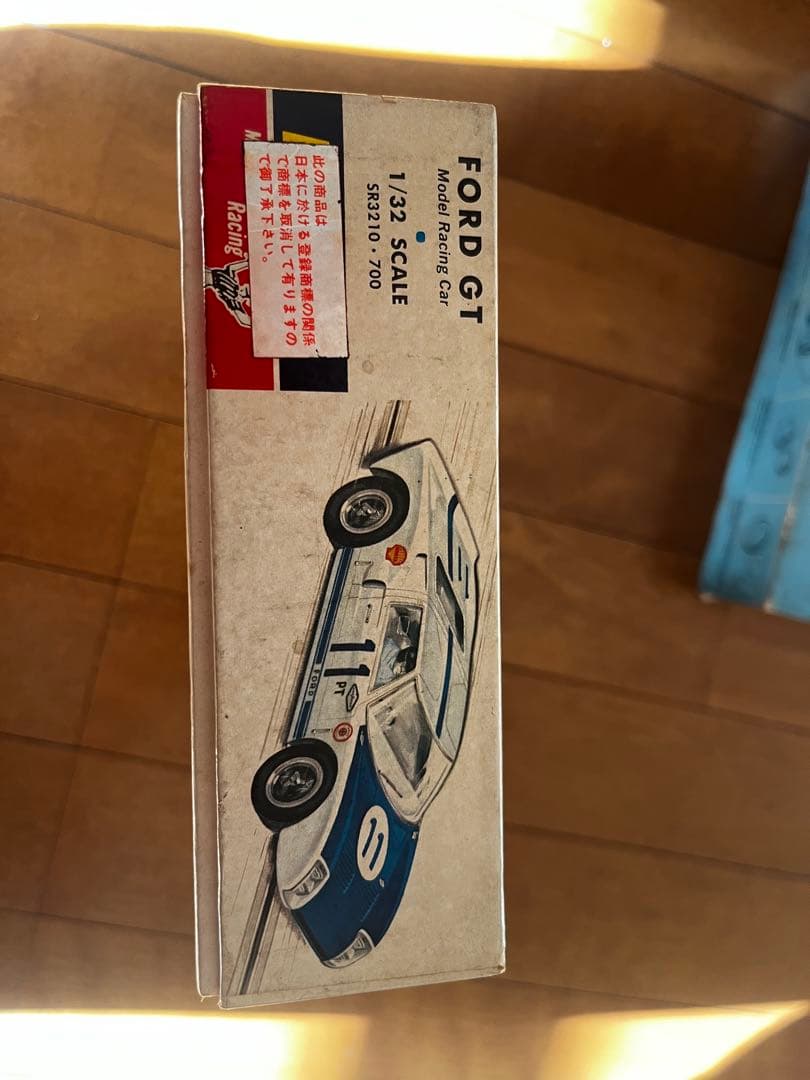 FORD GT
Model Racing Car
1/32 SCALE
SR3210・700
此の商品は、
日本に於ける登録商標の関係
で商標を取消して有りますの
で御了承下さい。
Racing
11
PT
FORD
11